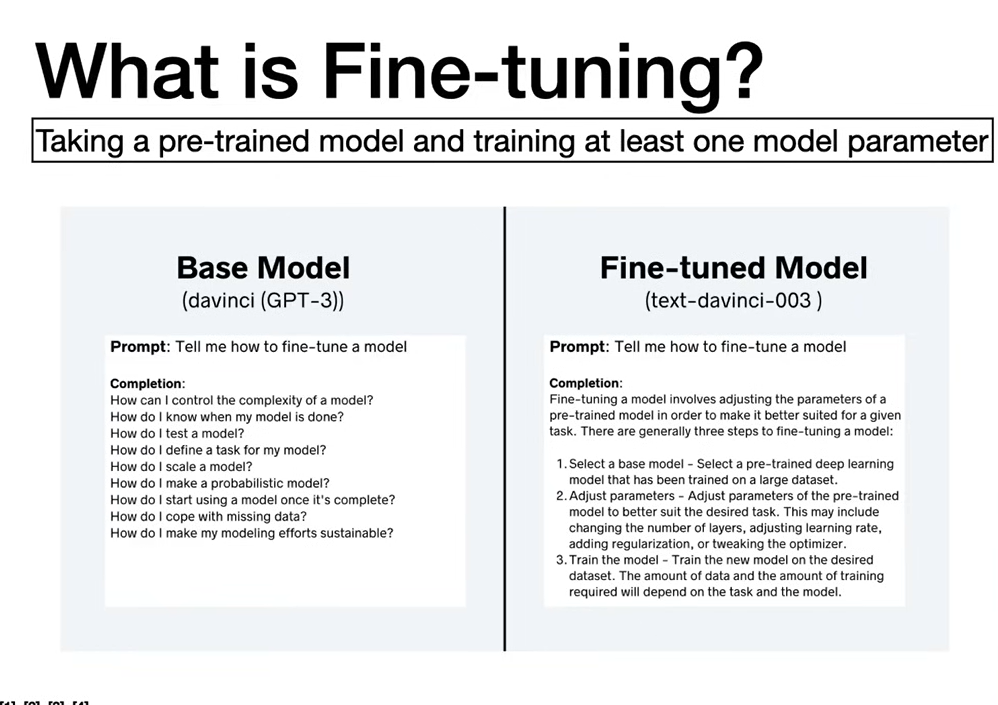 What is Fine-tuning?
Taking a pre-trained model and training at least one model parameter
Base Model
(davinci (GPT-3))
Prompt: Tell me how to fine-tune a model
Completion:
How can I control the complexity of a model?
How do I know when my model is done?
How do I test a model?
How do I define a task for my model?
How do I scale a model?
How do I make a probabilistic model?
How do I start using a model once it's complete?
How do I cope with missing data?
How do I make my modeling efforts sustainable?
Fine-tuned Model
(text-davinci-003 )
Prompt: Tell me how to fine-tune a model
Completion:
Fine-tuning a model involves adjusting the parameters of a
pre-trained model in order to make it better suited for a given
task. There are generally three steps to fine-tuning a model:
1. Select a base model - Select a pre-trained deep learning
model that has been trained on a large dataset.
2. Adjust parameters - Adjust parameters of the pre-trained
model to better suit the desired task. This may include
changing the number of layers, adjusting learning rate,
adding regularization, or tweaking the optimizer.
3. Train the model - Train the new model on the desired
dataset. The amount of data and the amount of training
required will depend on the task and the model.